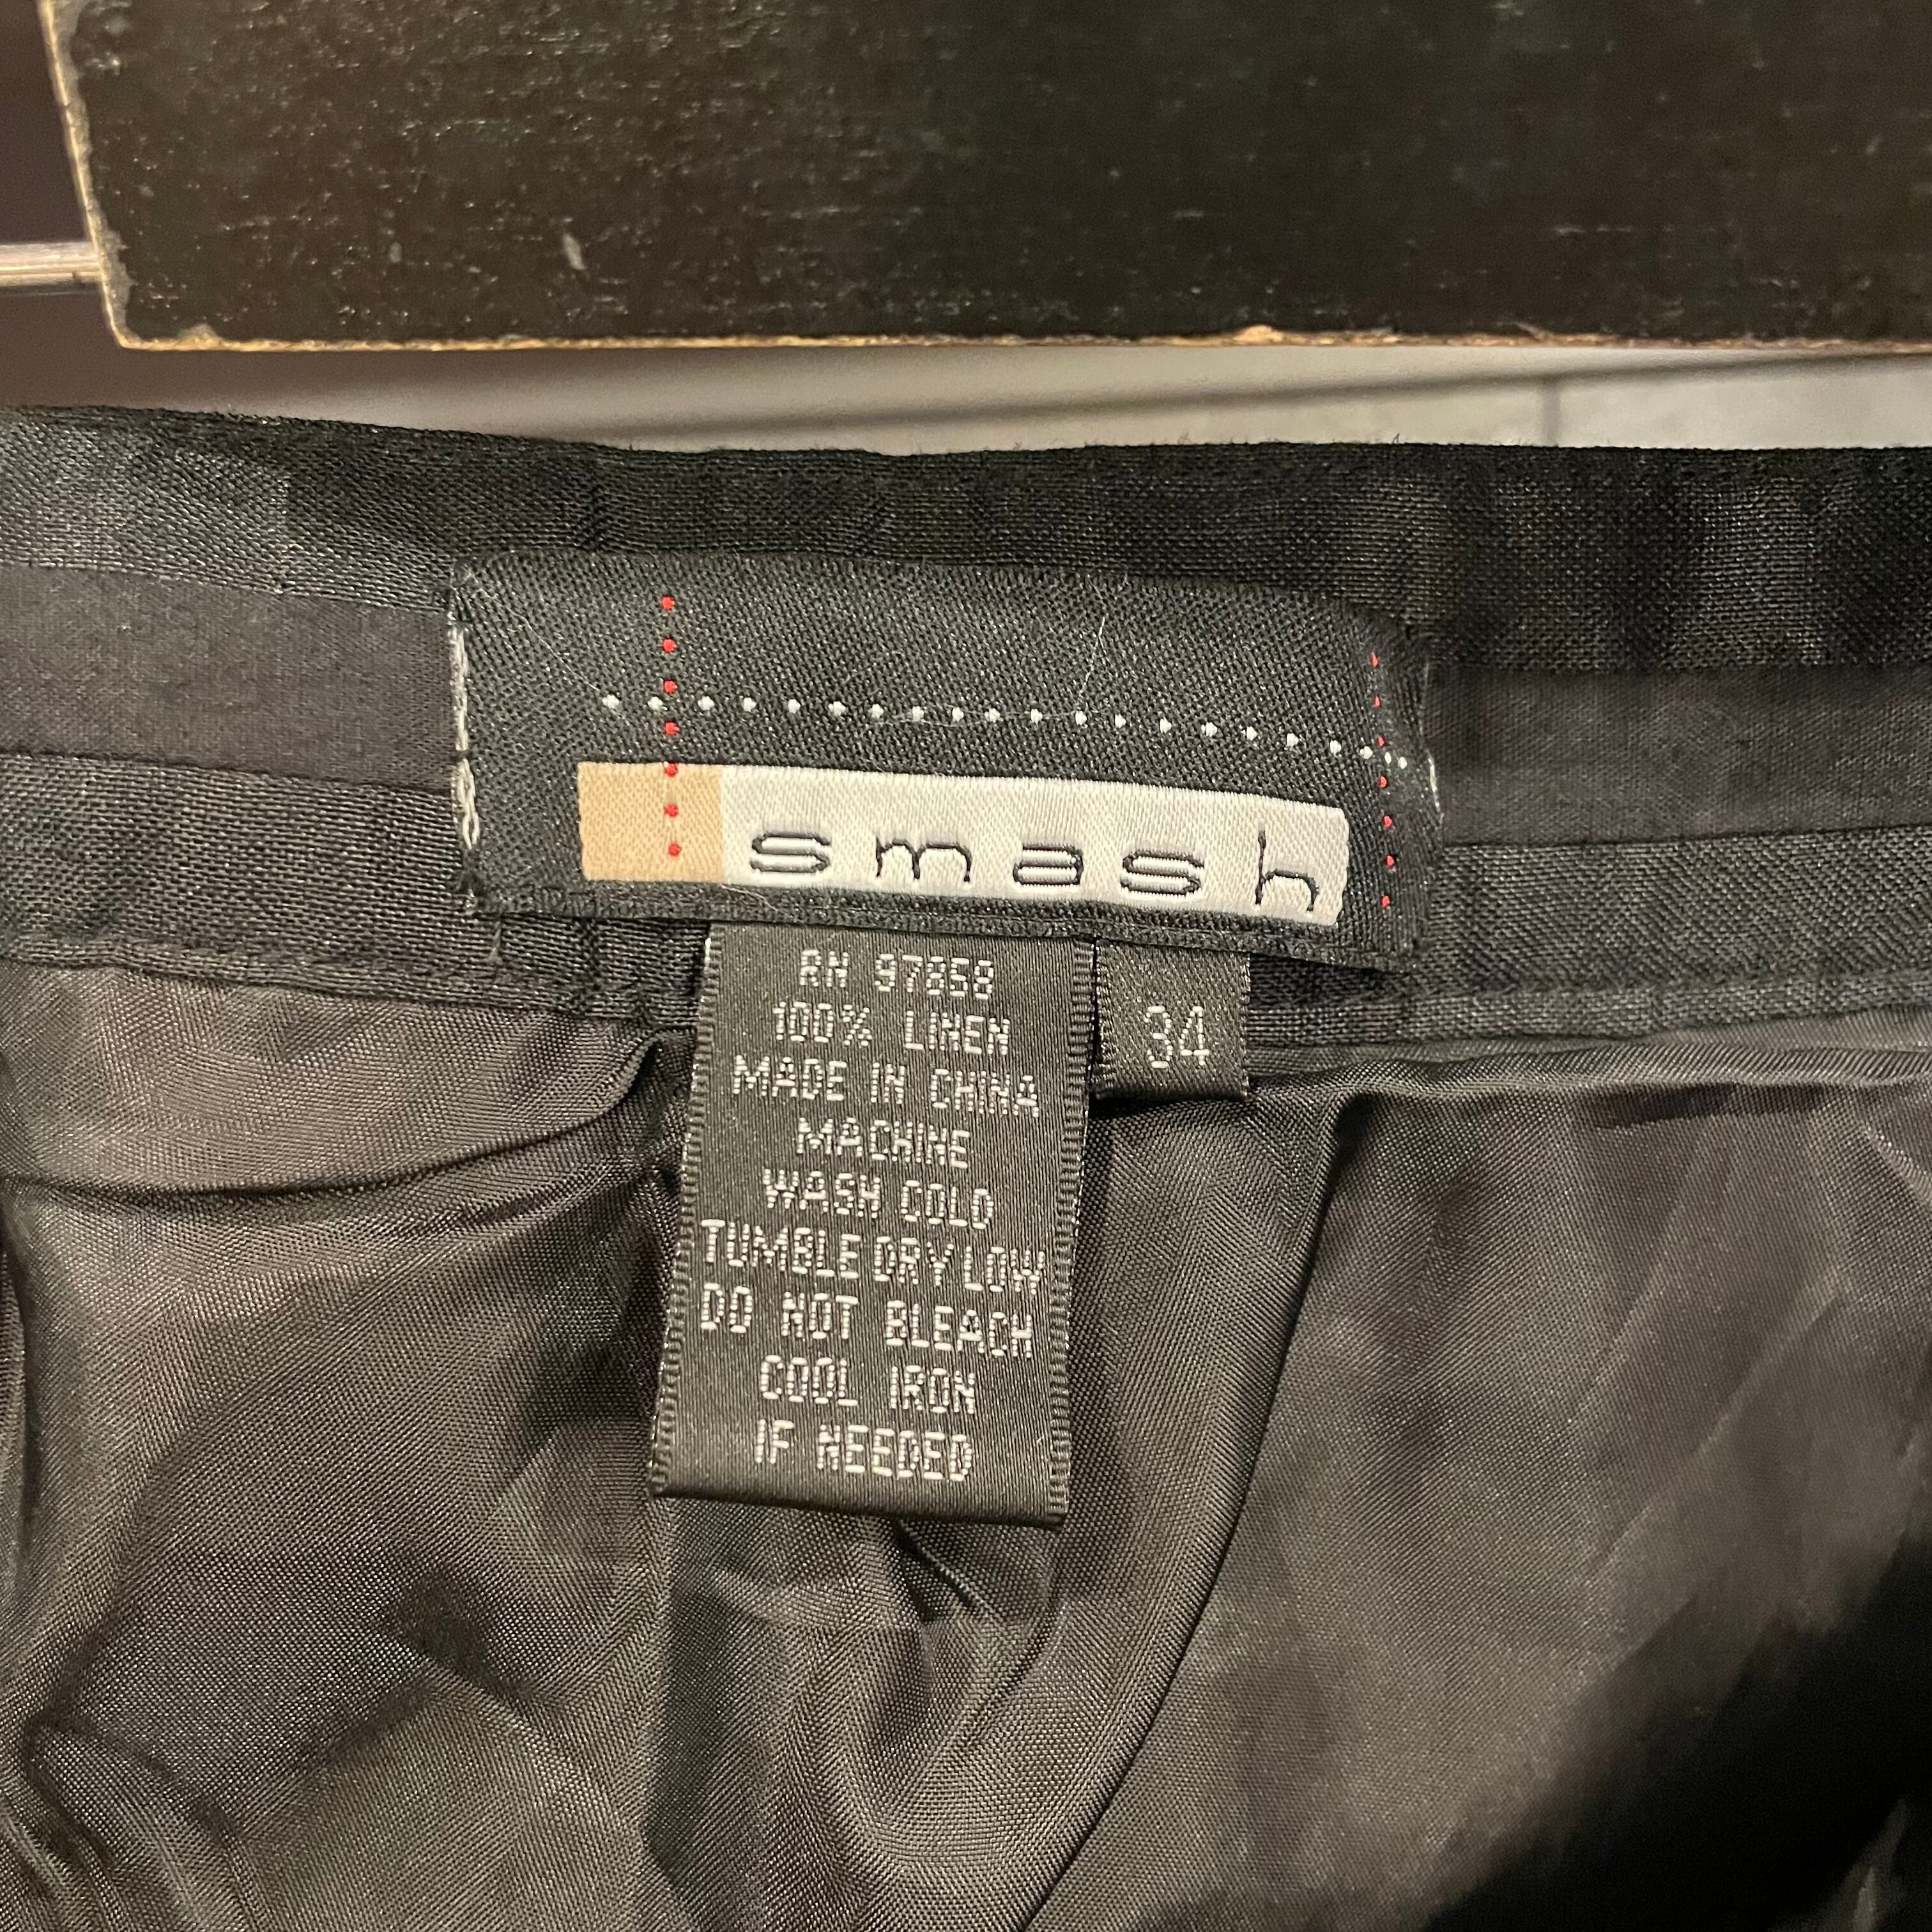 smash
RN 97858
100% LINEN
MADE IN CHINA
MACHINE
WASH COLD
TUMBLE DRY LOW
DO NOT BLEACH
COOL IRON
IF NEEDED
34